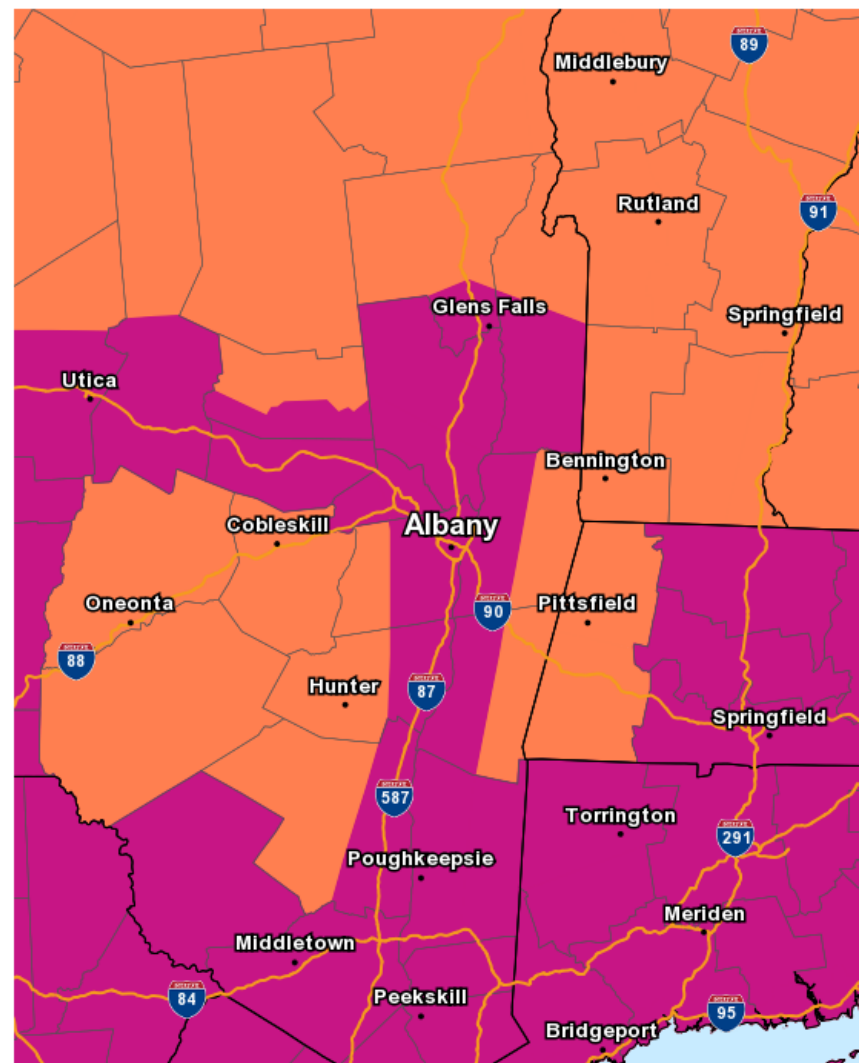 89
Middlebury
Rutland
91
Glens Falls
Springfield
Utica
Bennington
Cobleskill
Albany
Oneonta
90
Pittsfield
88
Hunter
87
Springfield
587
Torrington
291
Poughkeepsie
Meriden
Middletown
84
Peekskill
95
Bridgeport